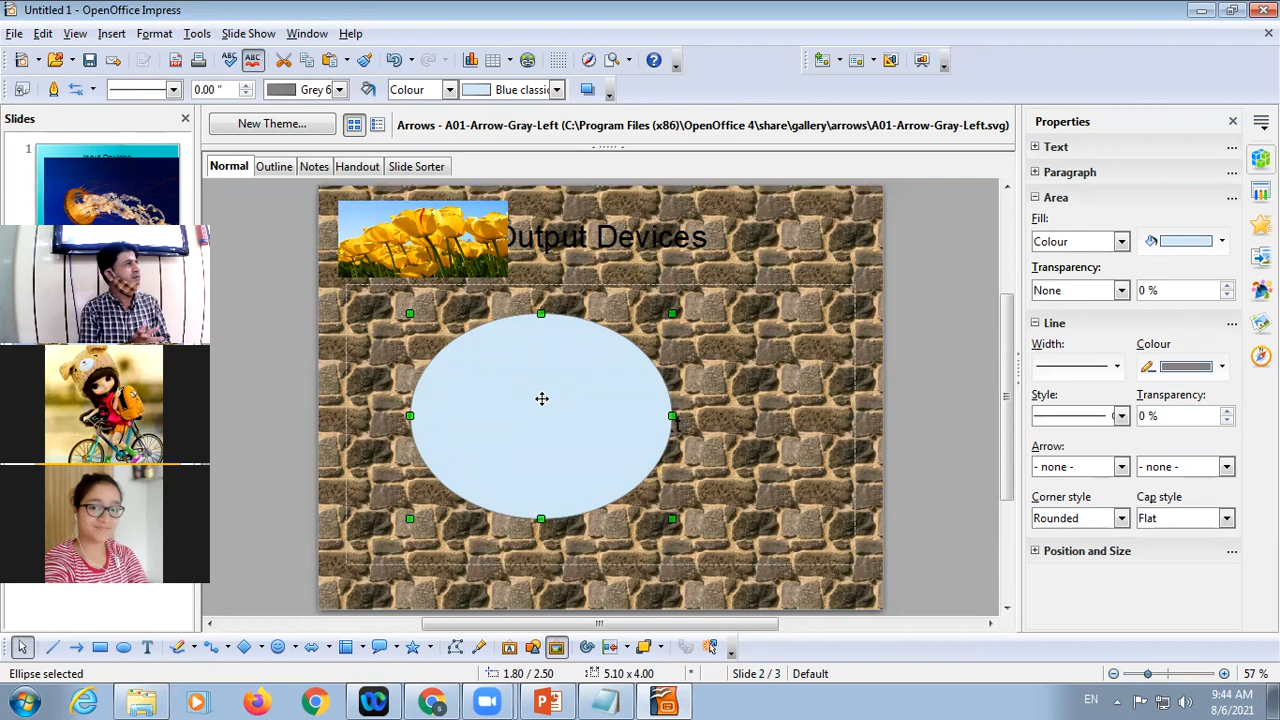 Untitled 1 - OpenOffice Impress
File Edit View Insert Format Tools Slide Show Window Help
0.00 " Grey 6 Colour Blue classic
Slides
New Theme...
Arrows - A01-Arrow-Gray-Left (C:\Program Files (x86)\OpenOffice 4\share\gallery\arrows\A01-Arrow-Gray-Left.svg)
Normal Outline Notes Handout Slide Sorter
1
Input Devices
Output Devices
Properties
Text
Paragraph
Area
Fill:
Colour
Transparency:
None 0 %
Line
Width: Colour:
Style: Transparency:
0 %
Arrow:
- none - - none -
Corner style Cap style
Rounded Flat
Position and Size
Ellipse selected 1.80 / 2.50 5.10 x 4.00 * Slide 2 / 3 Default 57 %
EN 9:44 AM
8/6/2021